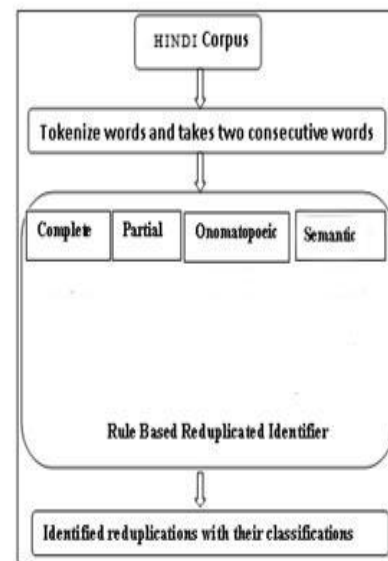 HINDI Corpus
Tokenize words and takes two consecutive words
Complete Partial Onomatopoeic Semantic
Rule Based Reduplicated Identifier
Identified reduplications with their classifications